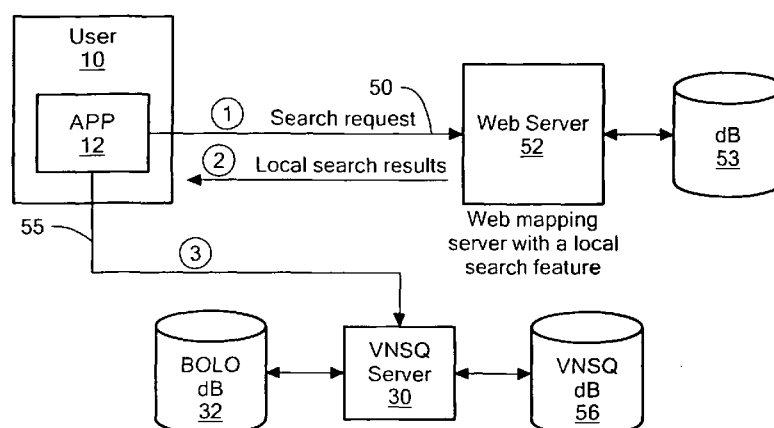 User
10
APP
12
1
Search request
50
2
Local search results
Web Server
52
dB
53
Web mapping
server with a local
search feature
55
3
BOLO
dB
32
VNSQ
Server
30
VNSQ
dB
56